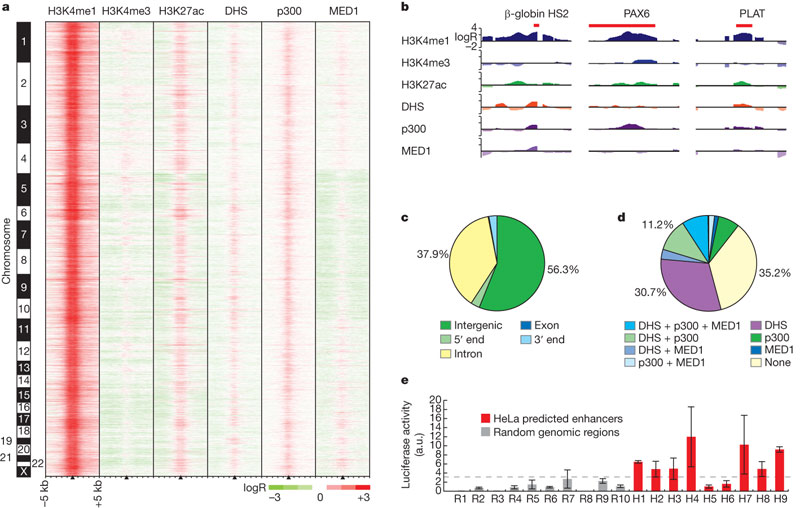 a
H3K4me1 H3K4me3 H3K27ac DHS p300 MED1
Chromosome
1
2
3
4
5
6
7
8
9
10
11
12
13
14
15
16
17
18
19
20
21
22
X
–5 kb
+5 kb
logR
–3 0 +3
b
β-globin HS2 PAX6 PLAT
H3K4me1
logR
4
0
H3K4me3
H3K27ac
DHS
p300
MED1
c
37.9%
56.3%
Intergenic Exon
5′ end 3′ end
Intron
d
11.2%
35.2%
30.7%
DHS + p300 + MED1 DHS
DHS + p300 p300
DHS + MED1 MED1
p300 + MED1 None
e
Luciferase activity
(a.u.)
20
18
16
14
12
10
8
6
4
2
0
HeLa predicted enhancers
Random genomic regions
R1 R2 R3 R4 R5 R6 R7 R8 R9 R10 H1 H2 H3 H4 H5 H6 H7 H8 H9